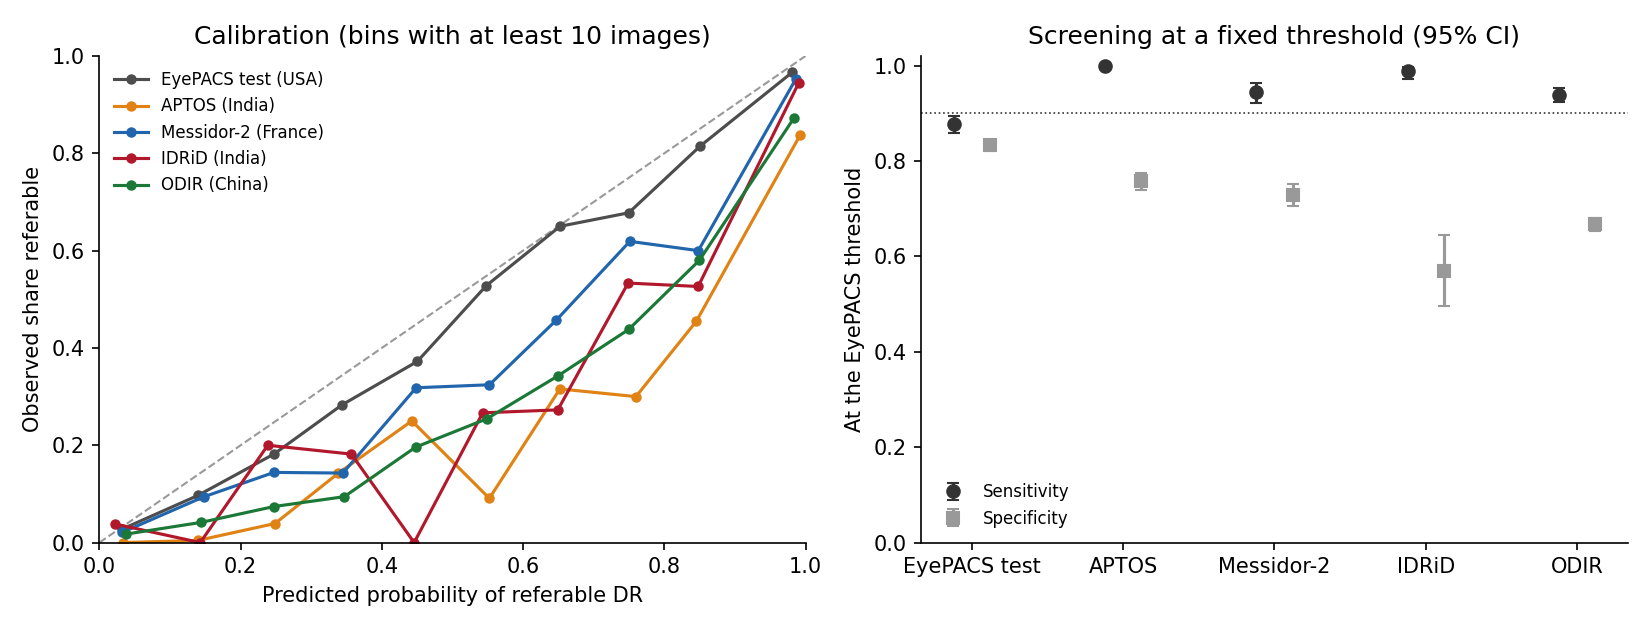 Calibration (bins with at least 10 images)
1.0
0.8
0.6
0.4
0.2
0.0
Observed share referable
EyePACS test (USA)
APTOS (India)
Messidor-2 (France)
IDRiD (India)
ODIR (China)
0.0 0.2 0.4 0.6 0.8 1.0
Predicted probability of referable DR
Screening at a fixed threshold (95% CI)
1.0
0.8
0.6
0.4
0.2
0.0
At the EyePACS threshold
Sensitivity
Specificity
EyePACS test APTOS Messidor-2 IDRiD ODIR